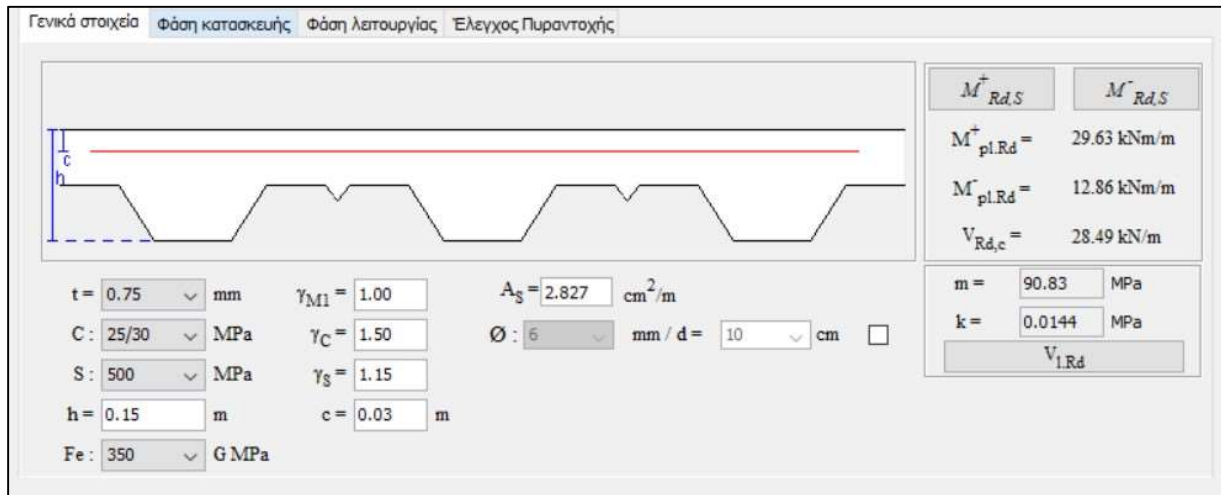 Γενικά στοιχεία Φάση κατασκευής Φάση λειτουργίας Έλεγχος Πυραντοχής
c
h
M+Rd,S M-Rd,S
M+pl.Rd = 29.63 kNm/m
M-pl.Rd = 12.86 kNm/m
VRd,c = 28.49 kN/m
t = 0.75 mm γM1 = 1.00 AS = 2.827 cm2/m
C : 25/30 MPa γC = 1.50 Ø : 6 mm / d = 10 cm
S : 500 MPa γS = 1.15
h = 0.15 m c = 0.03 m
Fe : 350 G MPa
m = 90.83 MPa
k = 0.0144 MPa
V1.Rd